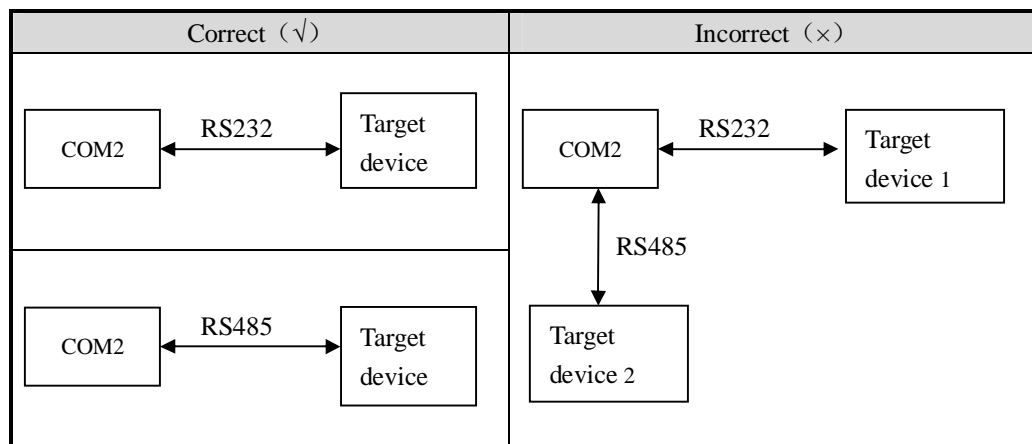 Correct（√）
Incorrect（×）
COM2
RS232
Target
device
COM2
RS485
Target
device
COM2
RS232
Target
device 1
RS485
Target
device 2